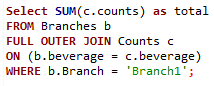 Select SUM(c.counts) as total
FROM Branches b
FULL OUTER JOIN Counts c
ON (b.beverage = c.beverage)
WHERE b.Branch = 'Branch1';